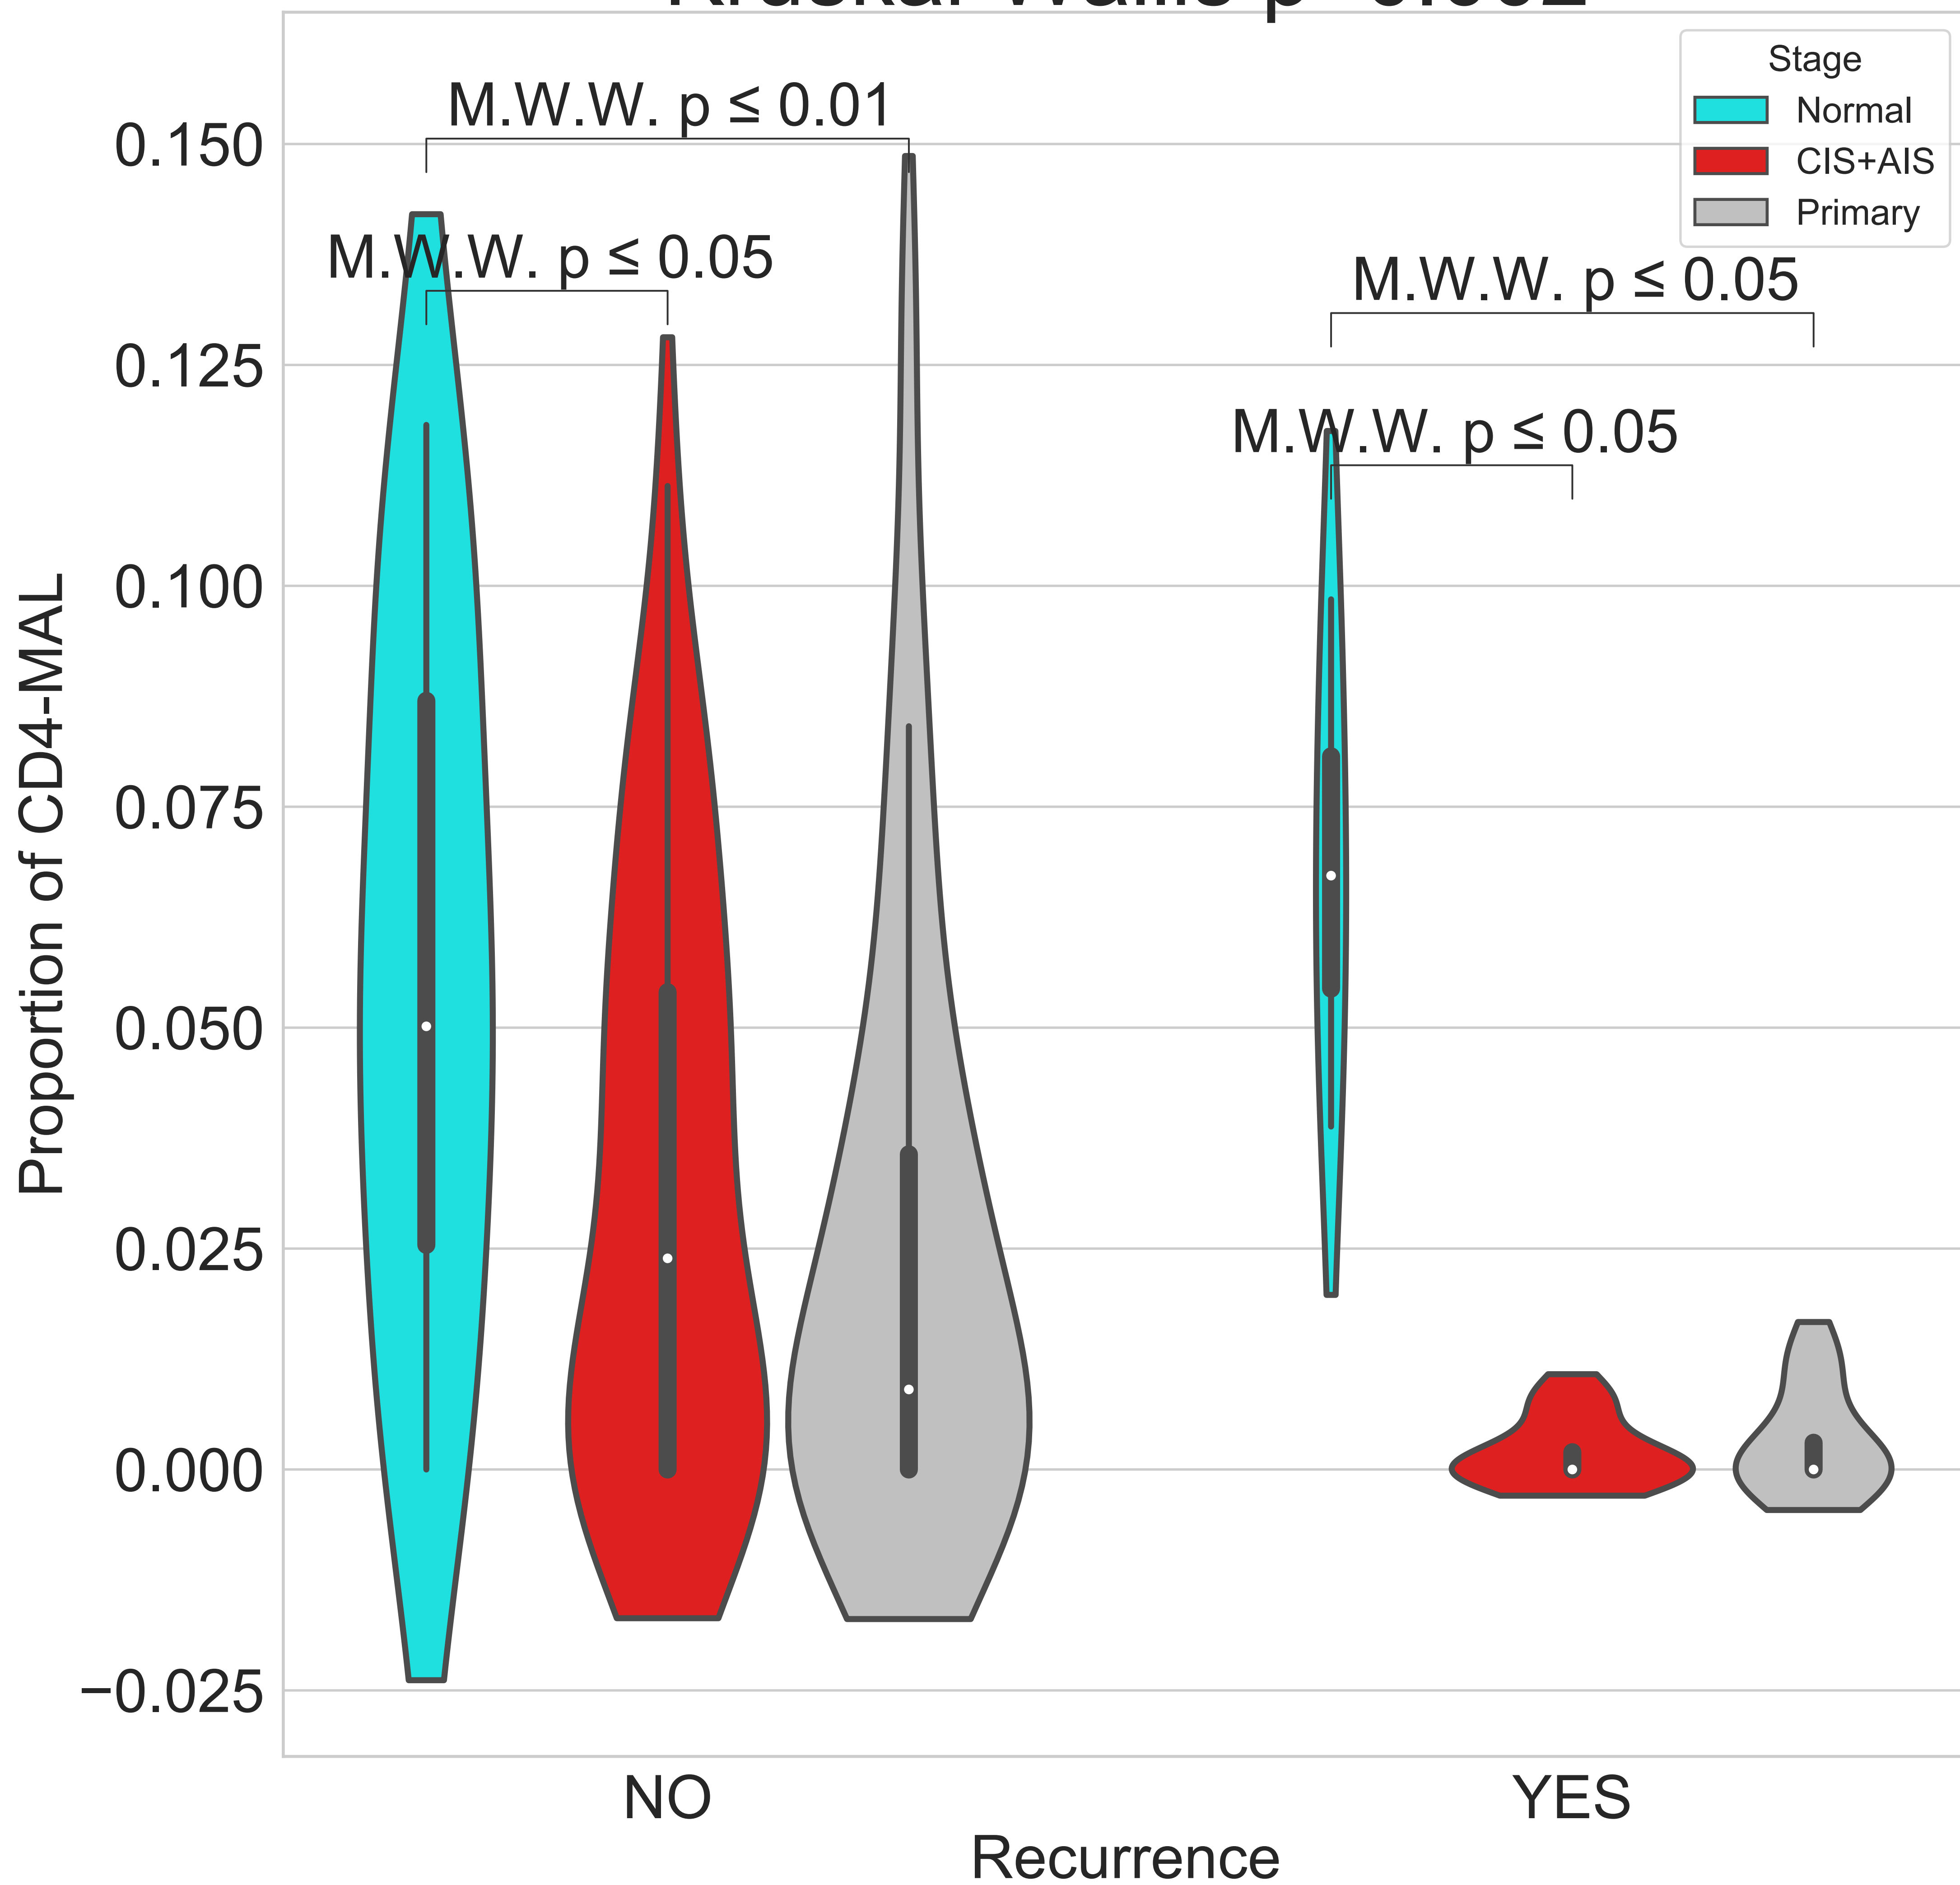 M.W.W. p ≤ 0.01
M.W.W. p ≤ 0.05
M.W.W. p ≤ 0.05
M.W.W. p ≤ 0.05
Stage
Normal
CIS+AIS
Primary
Proportion of CD4-MAL
0.150
0.125
0.100
0.075
0.050
0.025
0.000
−0.025
NO
YES
Recurrence